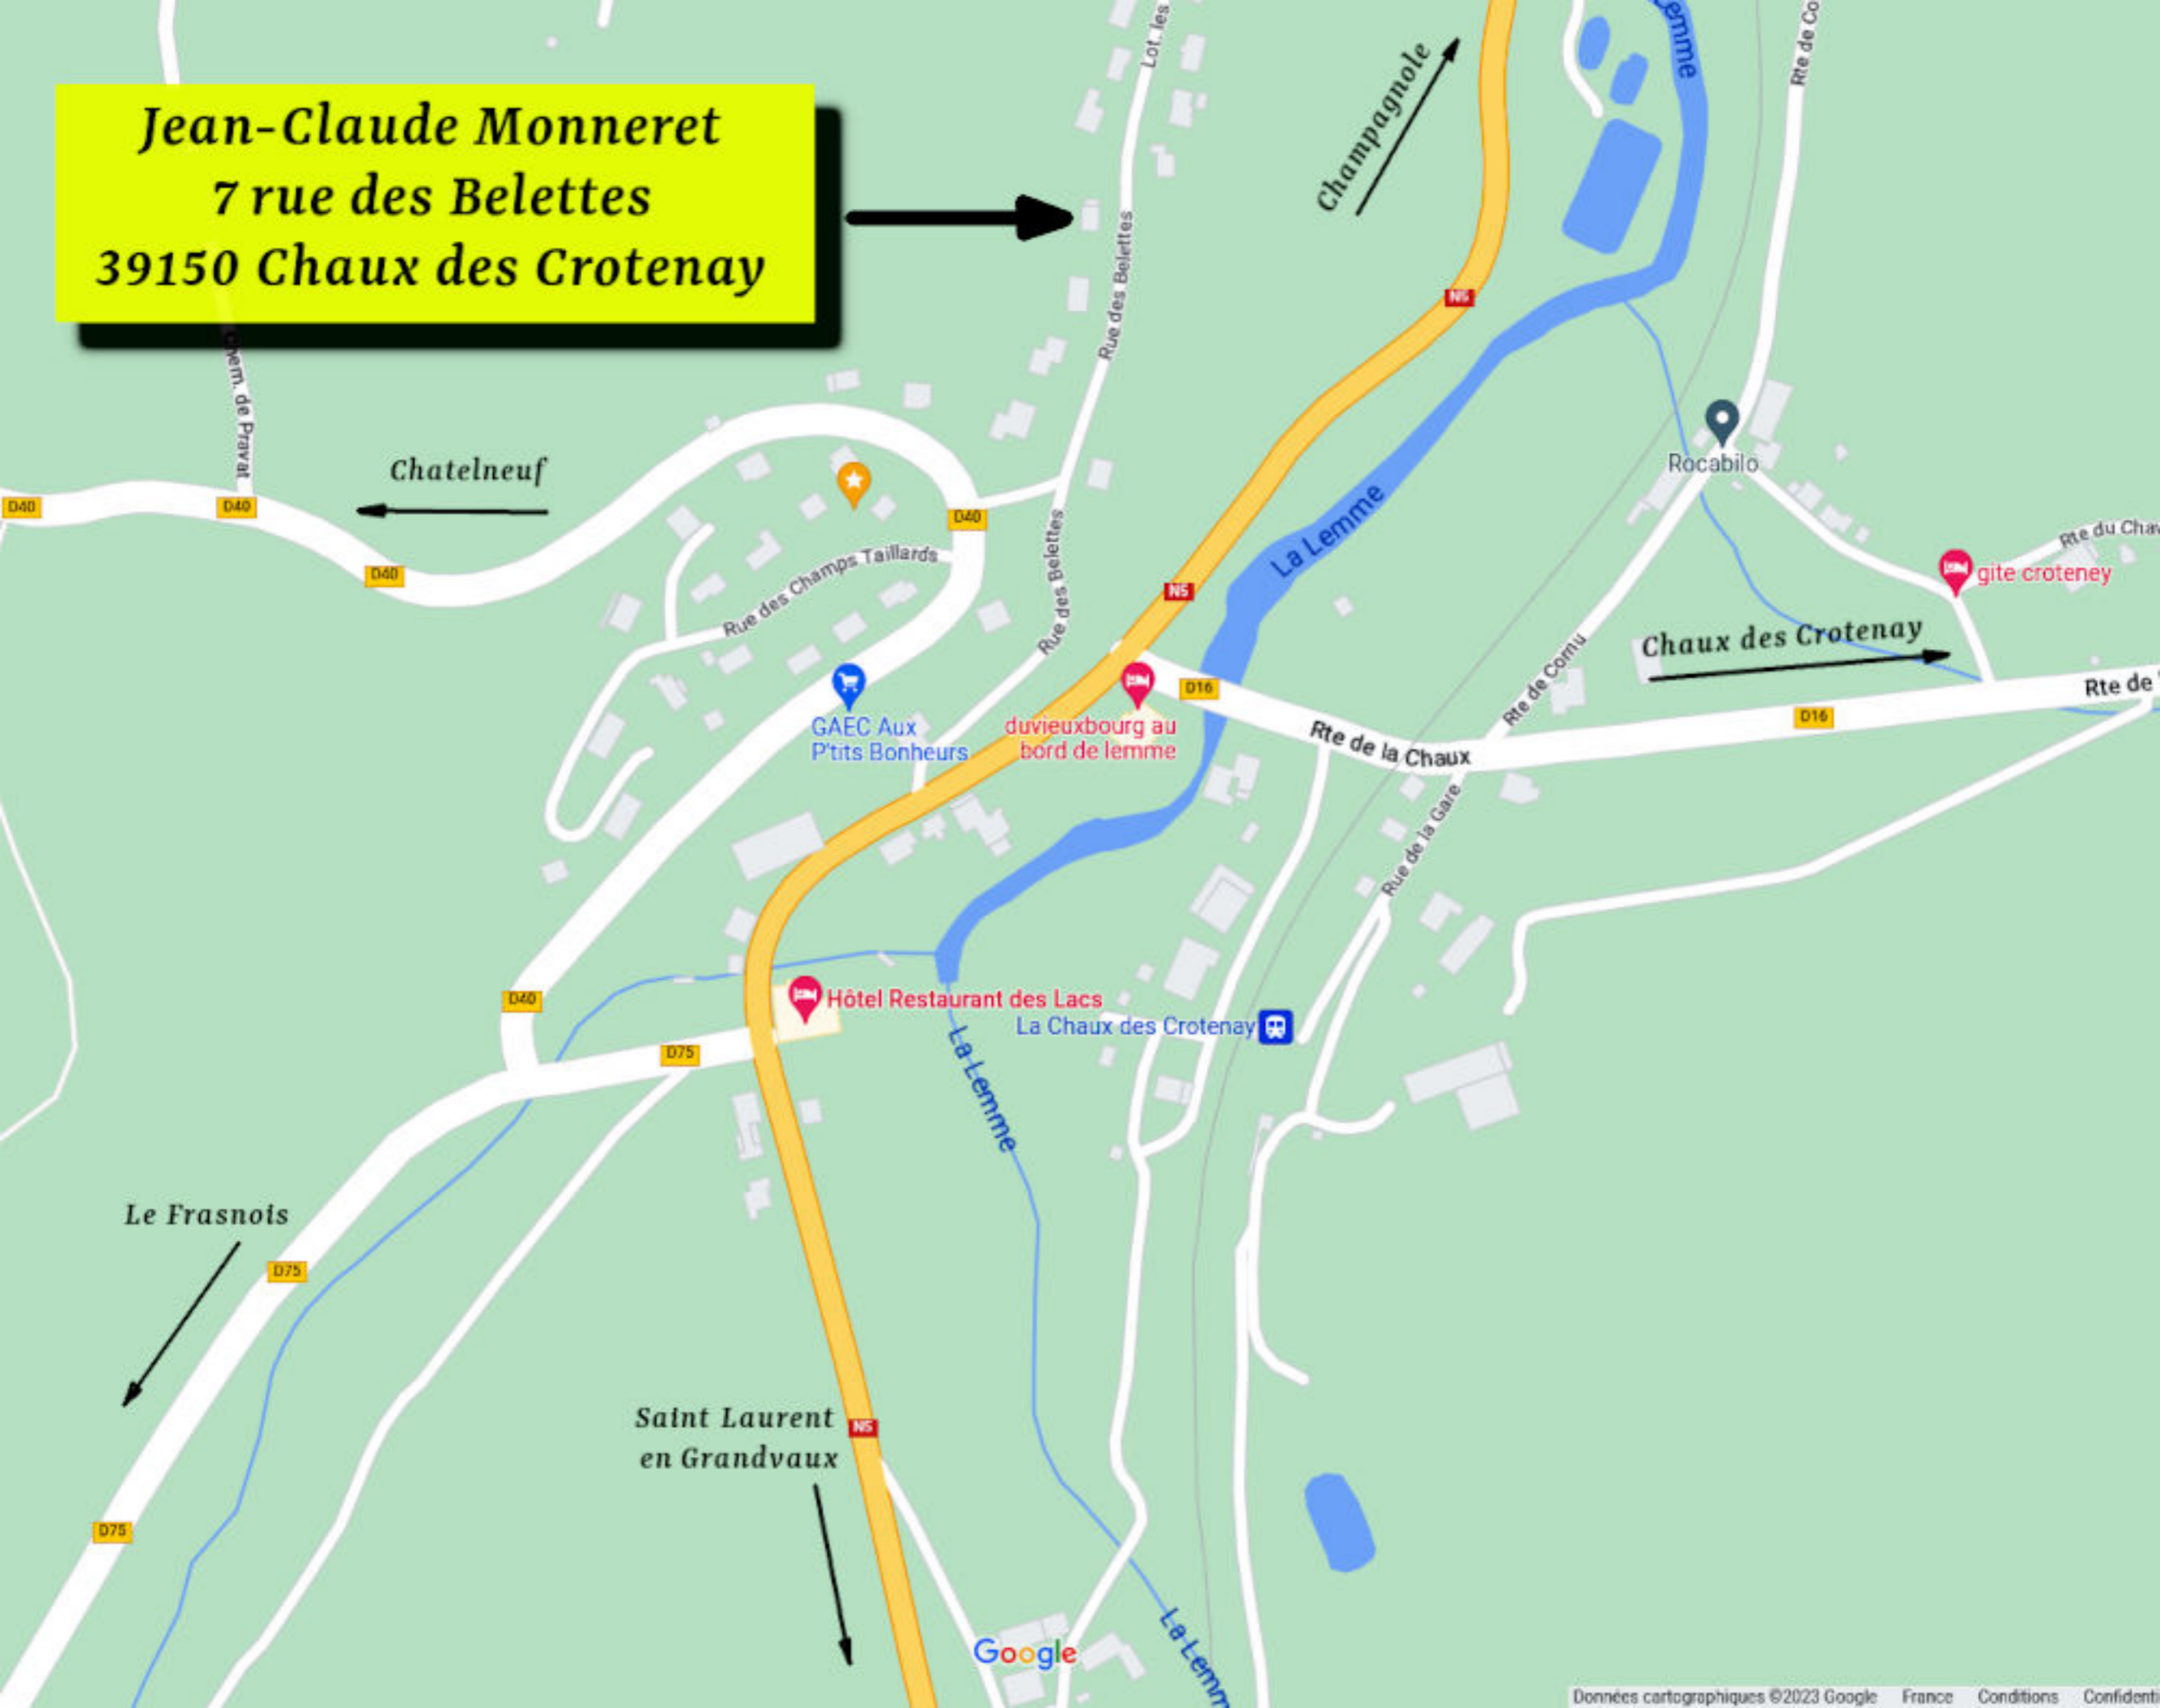 Lot. les
Lemme
Rte de Co
Jean-Claude Monneret
7 rue des Belettes
39150 Chaux des Crotenay
Champagnole
Rue des Belettes
N5
Chem. de Pravat
Chatelneuf
Rocabilo
D40
D40
D40
D40
La Lemme
Rte du Chav
Rue des Champs Taillards
Rue des Belettes
N5
gite croteney
Chaux des Crotenay
Rte de Cornu
D16
Rte de
D16
GAEC Aux
P'tits Bonheurs
duvieuxbourg au
bord de lemme
Rte de la Chaux
Rue de la Gare
D40
Hôtel Restaurant des Lacs
La Chaux des Crotenay
D75
La Lemme
Le Frasnois
D75
Saint Laurent
en Grandvaux
N5
D75
Google
La Lemm
Données cartographiques ©2023 Google France Conditions Confidenti